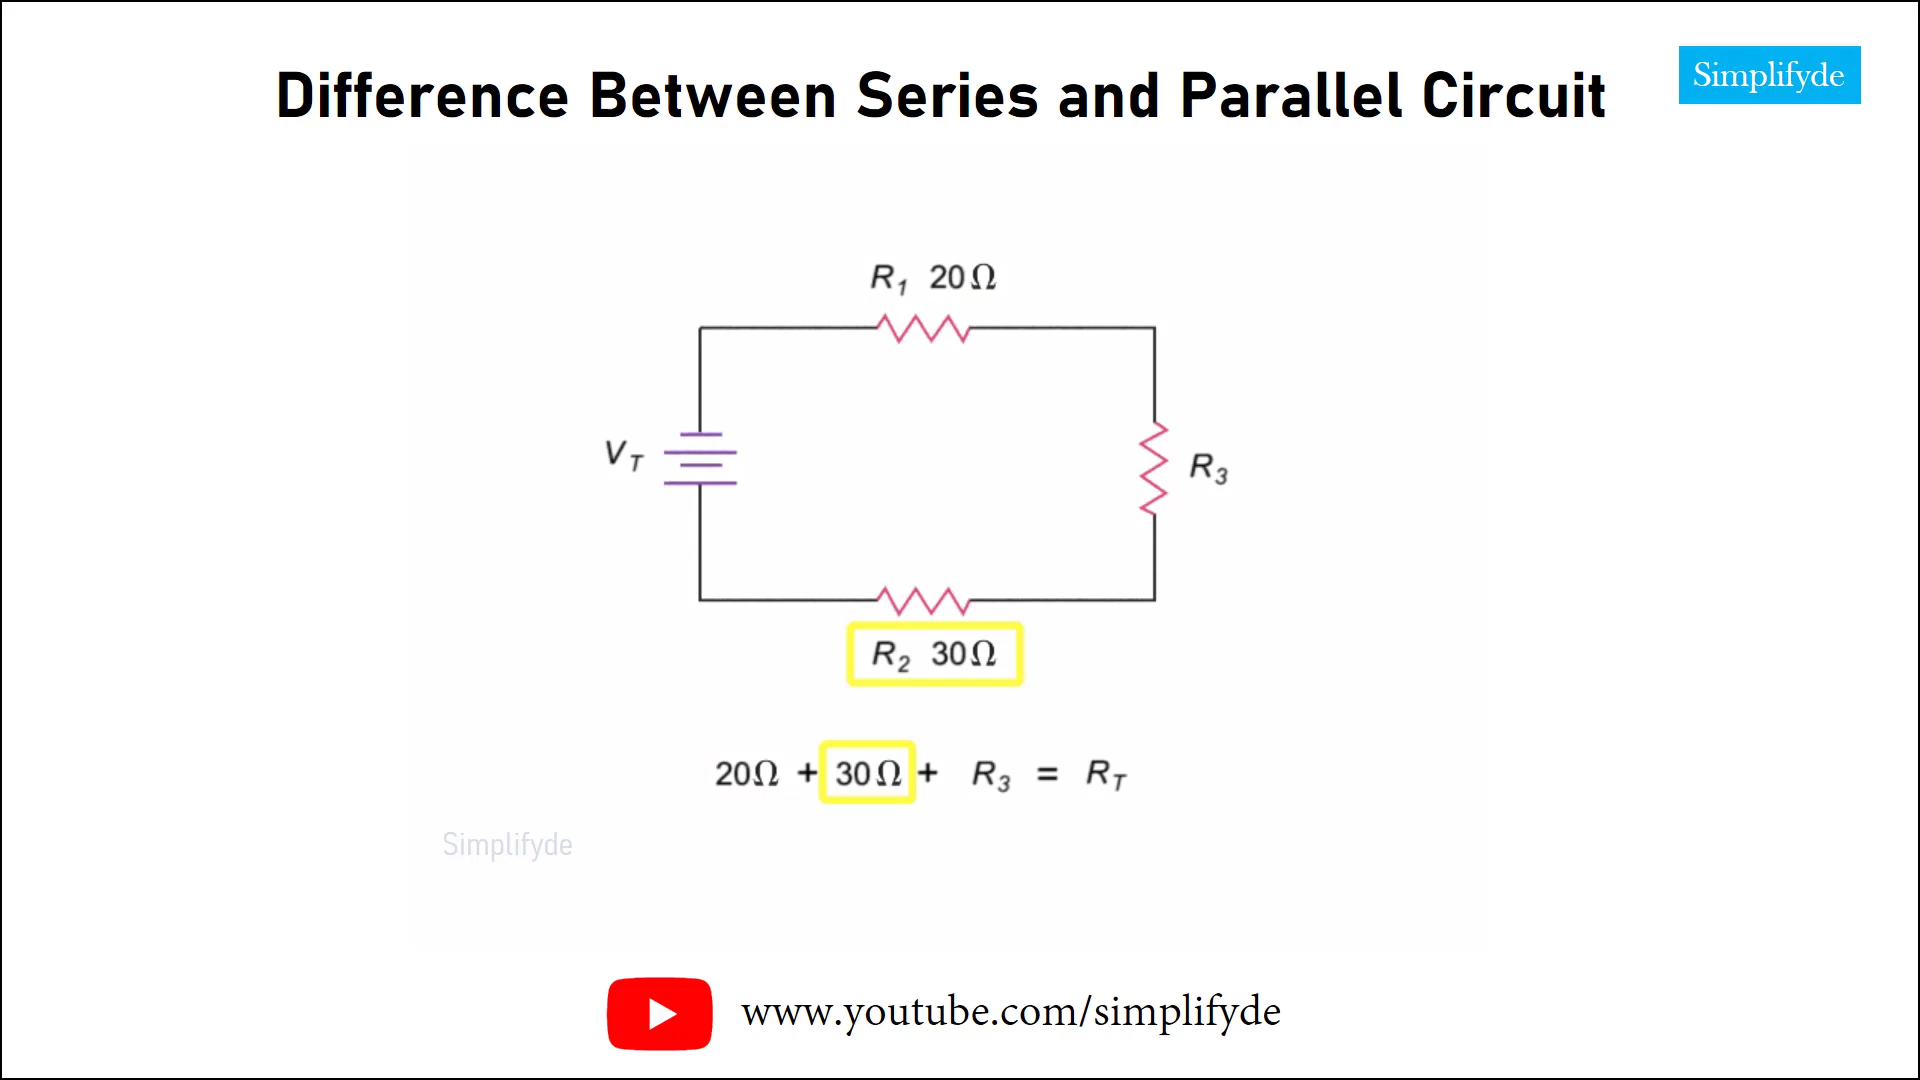 Difference Between Series and Parallel Circuit
Simplifyde
R₁ 20Ω
V_T
R₃
R₂ 30Ω
20Ω + 30Ω + R₃ = R_T
Simplifyde
www.youtube.com/simplifyde